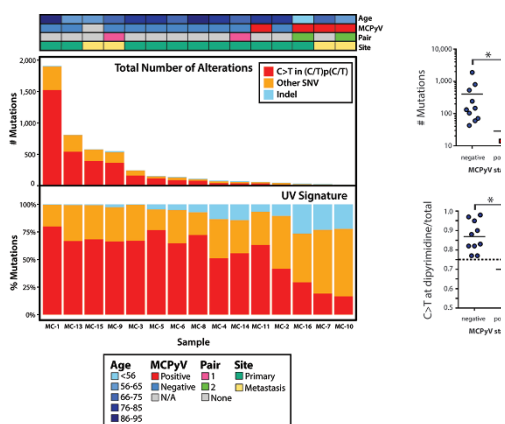 Age
MCPyV
Pair
Site
Total Number of Alterations
C>T in (C/T)p(C/T)
Other SNV
Indel
# Mutations
2,000
1,500
500
0
UV Signature
% Mutations
100%
75%
50%
25%
0%
MC-1 MC-13 MC-15 MC-9 MC-3 MC-5 MC-6 MC-8 MC-4 MC-14 MC-11 MC-2 MC-16 MC-7 MC-10
Sample
Age MCPyV Pair Site
<56 Positive 1 Primary
56-65 Negative 2 Metastasis
66-75 N/A None
76-85
86-95
# Mutations
10,000
1,000
100
10
*
negative po
MCPyV sta
C>T at dipyrimidine/total
1.0
0.9
0.8
0.7
0.6
0.5
*
negative po
MCPyV st